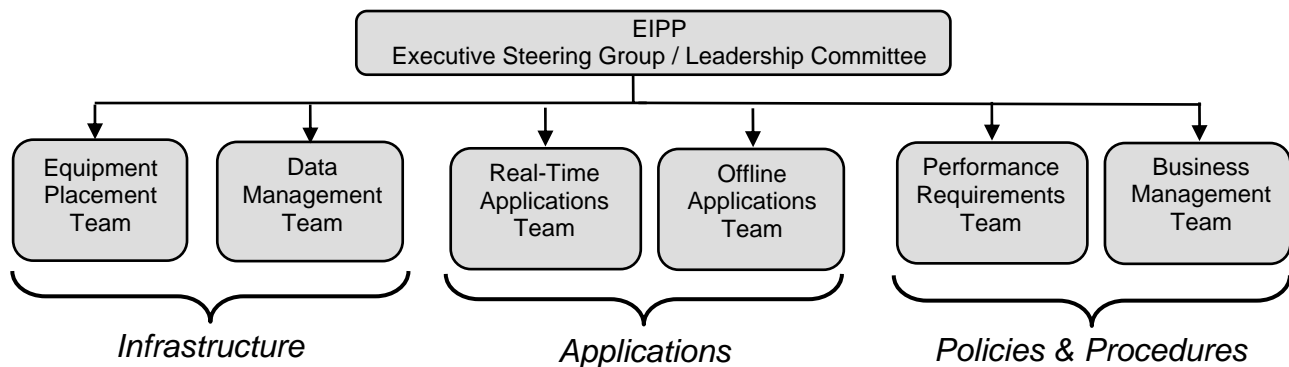 EIPP
Executive Steering Group / Leadership Committee
Equipment
Placement
Team
Data
Management
Team
Real-Time
Applications
Team
Offline
Applications
Team
Performance
Requirements
Team
Business
Management
Team
Infrastructure
Applications
Policies & Procedures